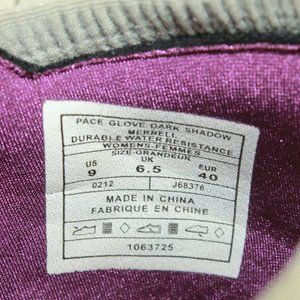 PACE GLOVE DARK SHADOW
MERRELL
DURABLE WATER RESISTANCE
WOMENS-FEMMES
SIZE-GRANDEUR
US UK EUR
9 6.5 40
0212 J68376
MADE IN CHINA
FABRIQUE EN CHINE
1063725